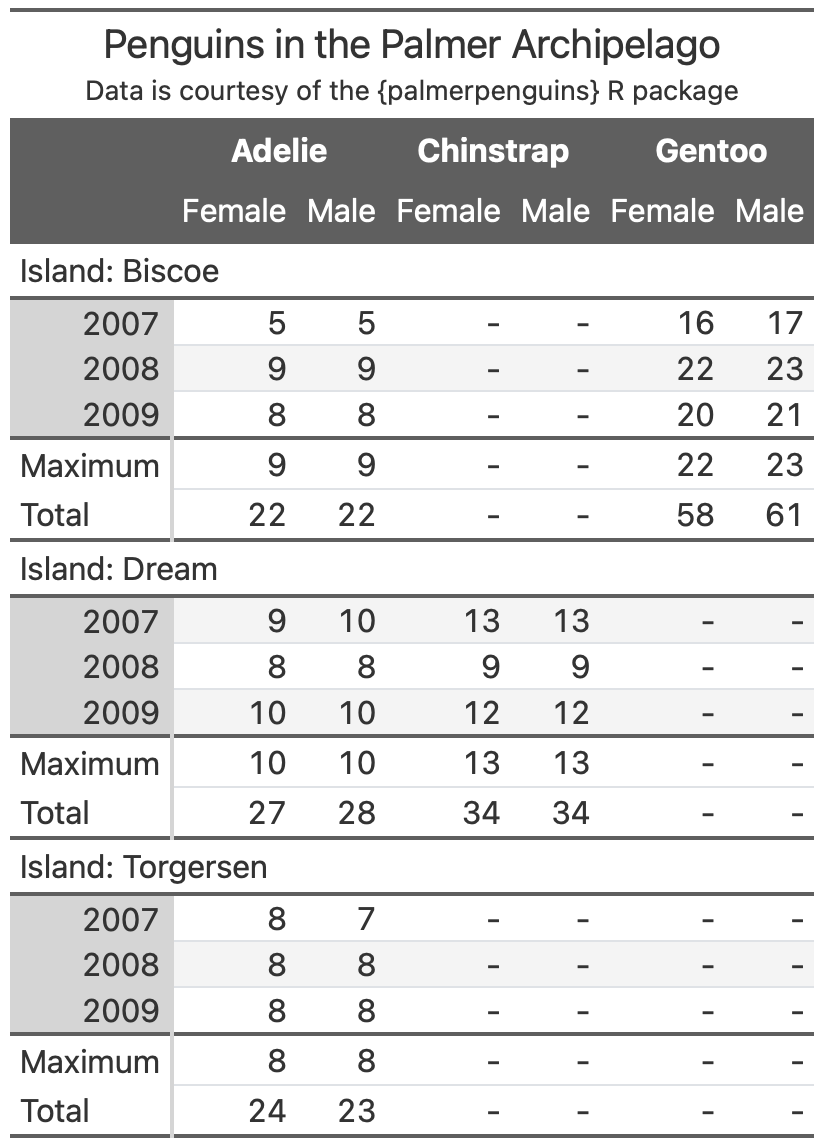 Penguins in the Palmer Archipelago
Data is courtesy of the {palmerpenguins} R package
Adelie Chinstrap Gentoo
Female Male Female Male Female Male
Island: Biscoe
2007 5 5 - - 16 17
2008 9 9 - - 22 23
2009 8 8 - - 20 21
Maximum 9 9 - - 22 23
Total 22 22 - - 58 61
Island: Dream
2007 9 10 13 13 - -
2008 8 8 9 9 - -
2009 10 10 12 12 - -
Maximum 10 10 13 13 - -
Total 27 28 34 34 - -
Island: Torgersen
2007 8 7 - - - -
2008 8 8 - - - -
2009 8 8 - - - -
Maximum 8 8 - - - -
Total 24 23 - - - -